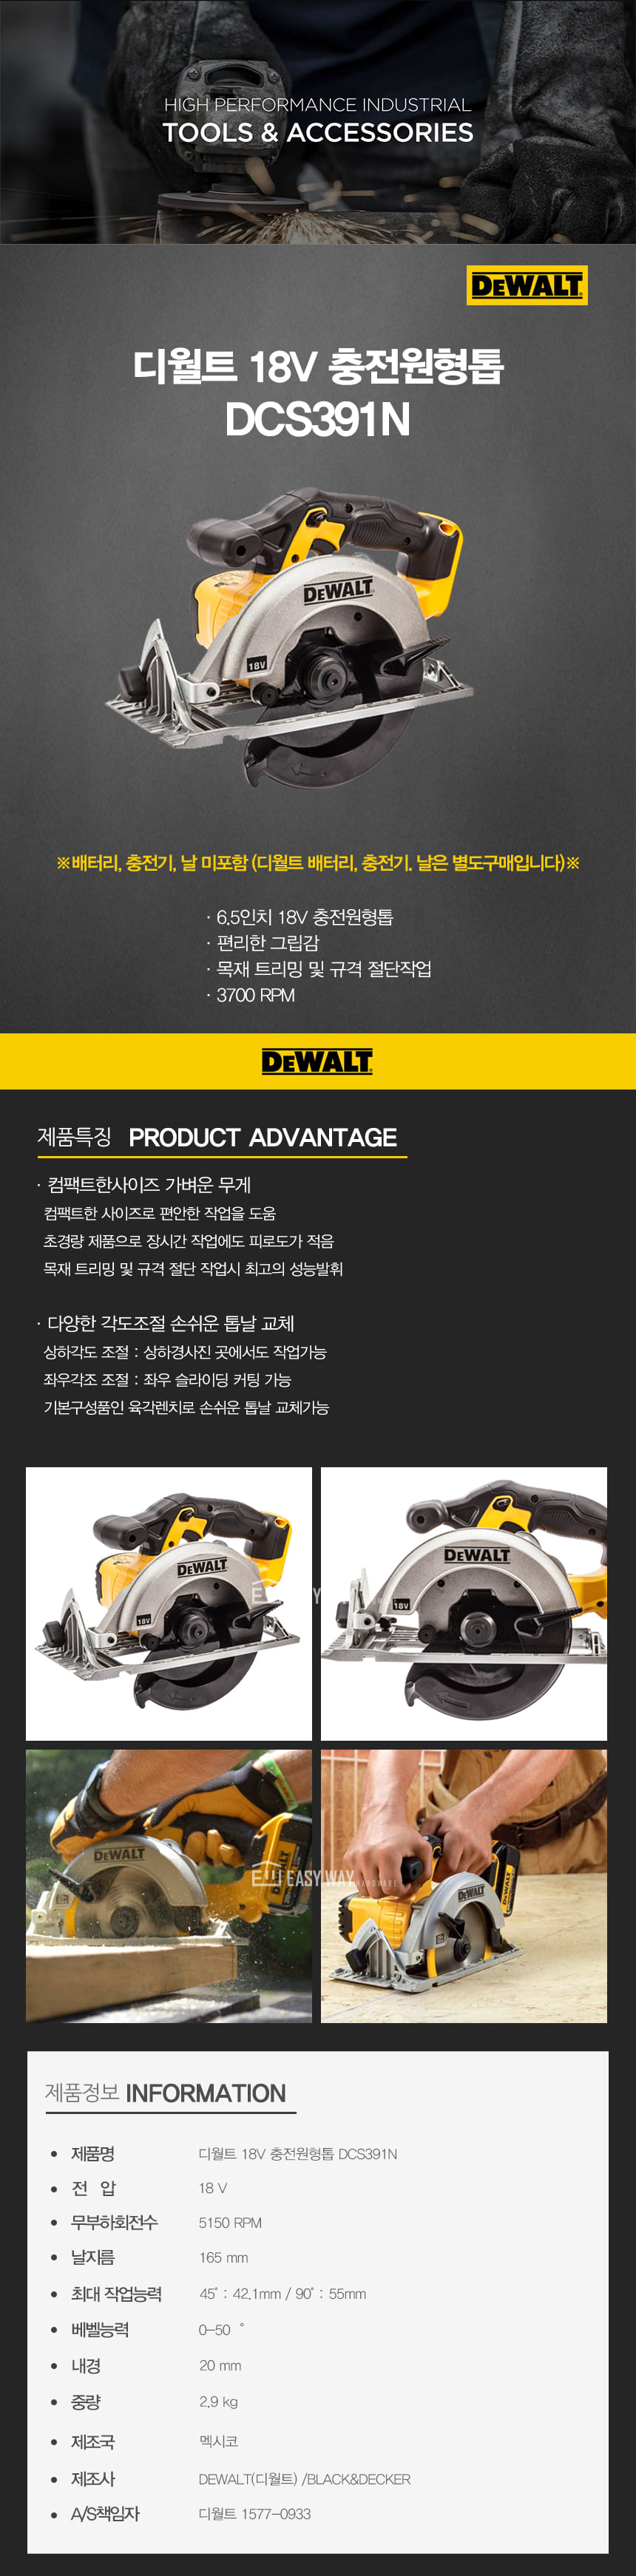 HIGH PERFORMANCE INDUSTRIAL
TOOLS & ACCESSORIES
DEWALT
디월트 18V 충전원형톱
DCS391N
DEWALT
18V
※배터리, 충전기, 날 미포함 (디월트 배터리, 충전기. 날은 별도구매입니다)※
· 6.5인치 18V 충전원형톱
· 편리한 그립감
· 목재 트리밍 및 규격 절단작업
· 3700 RPM
DEWALT
제품특징 PRODUCT ADVANTAGE
· 컴팩트한사이즈 가벼운 무게
컴팩트한 사이즈로 편안한 작업을 도움
초경량 제품으로 장시간 작업에도 피로도가 적음
목재 트리밍 및 규격 절단 작업시 최고의 성능발휘
· 다양한 각도조절 손쉬운 톱날 교체
상하각도 조절 : 상하경사진 곳에서도 작업가능
좌우각조 조절 : 좌우 슬라이딩 커팅 가능
기본구성품인 육각렌치로 손쉬운 톱날 교체가능
DEWALT
18V
DEWALT
18V
DEWALT
DEWALT
EASYWAY
HARDWARE
DEWALT
제품정보 INFORMATION
• 제품명 디월트 18V 충전원형톱 DCS391N
• 전 압 18 V
• 무부하회전수 5150 RPM
• 날지름 165 mm
• 최대 작업능력 45˚ : 42.1mm / 90˚ : 55mm
• 베벨능력 0-50 ˚
• 내경 20 mm
• 중량 2.9 kg
• 제조국 멕시코
• 제조사 DEWALT(디월트) /BLACK&DECKER
• A/S책임자 디월트 1577-0933